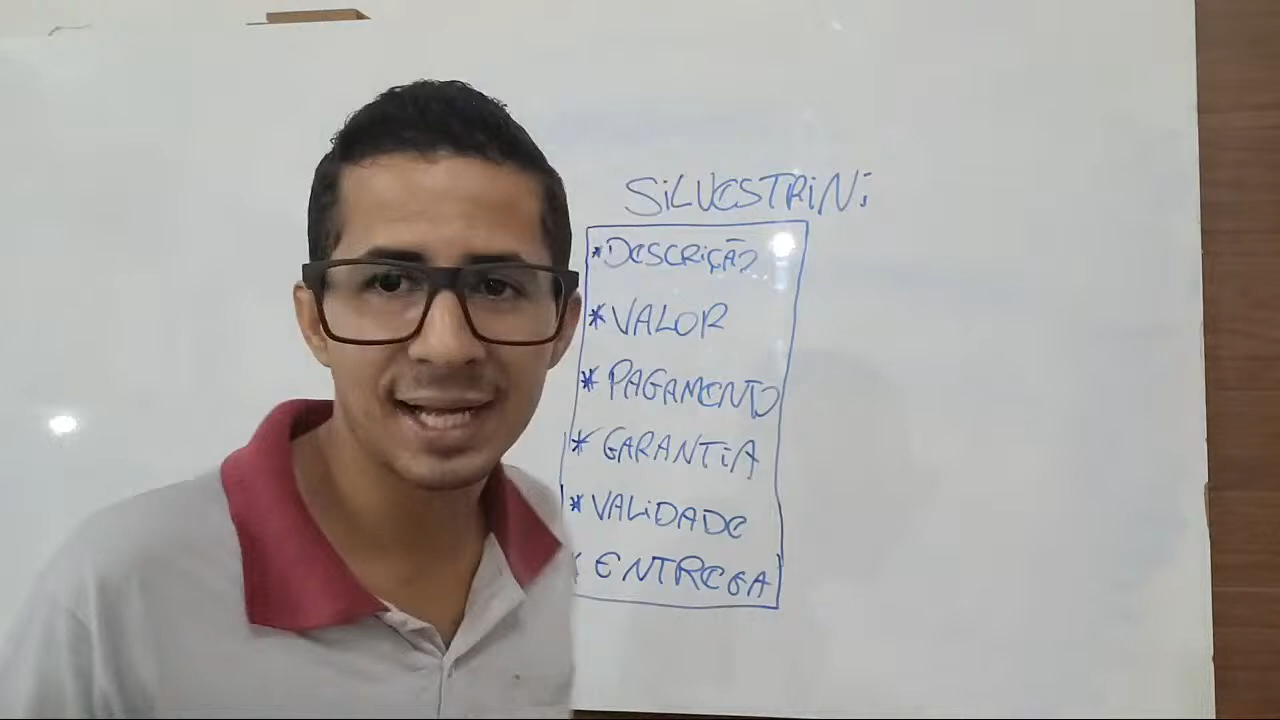 SiLVESTRiNi
*DESCRiÇÃO
*VALOR
*PAGAMENTO
*GARANTiA
*VALiDADE
*ENTREGA